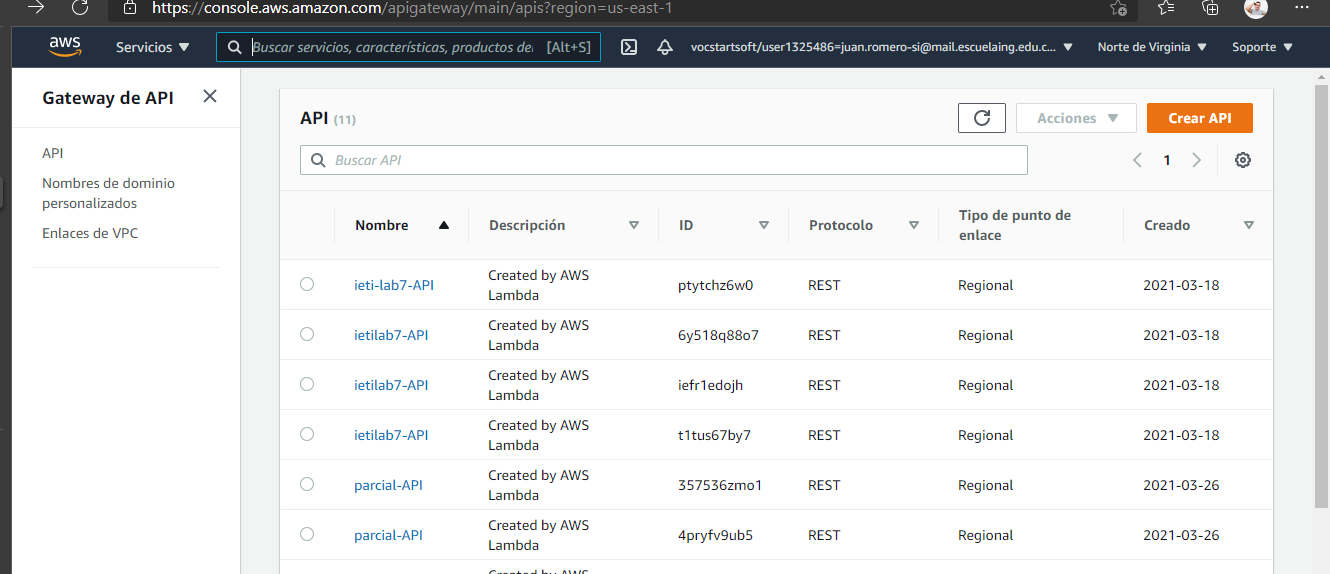 https://console.aws.amazon.com/apigateway/main/apis?region=us-east-1
aws Servicios Buscar servicios, características, productos de [Alt+S] vocstartsoft/user1325486=juan.romero-si@mail.escuelaing.edu.c... Norte de Virginia Soporte
Gateway de API
API
Nombres de dominio
personalizados
Enlaces de VPC
API (11) Acciones Crear API
Buscar API 1
Nombre Descripción ID Protocolo Tipo de punto de
enlace Creado
ieti-lab7-API Created by AWS
Lambda ptytchz6w0 REST Regional 2021-03-18
ietilab7-API Created by AWS
Lambda 6y518q88o7 REST Regional 2021-03-18
ietilab7-API Created by AWS
Lambda iefr1edojh REST Regional 2021-03-18
ietilab7-API Created by AWS
Lambda t1tus67by7 REST Regional 2021-03-18
parcial-API Created by AWS
Lambda 357536zmo1 REST Regional 2021-03-26
parcial-API Created by AWS
Lambda 4pryfv9ub5 REST Regional 2021-03-26
Created by AWS